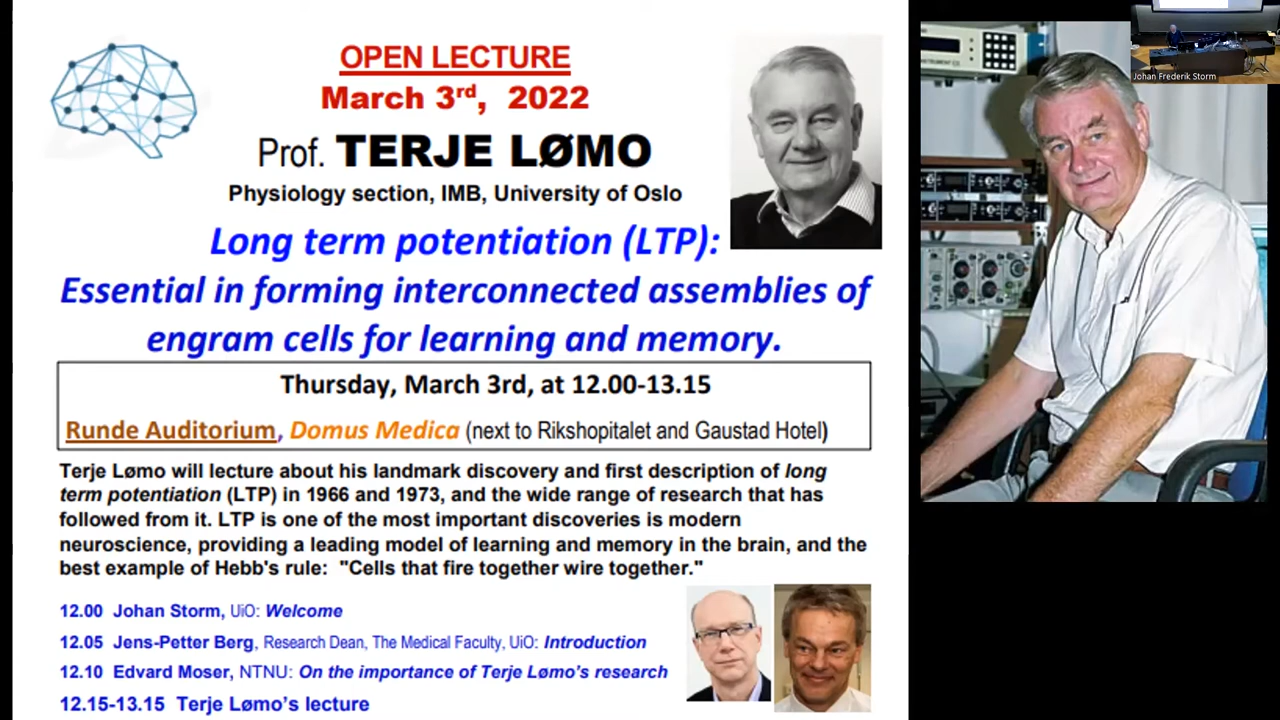 OPEN LECTURE
March 3rd, 2022
Prof. TERJE LØMO
Physiology section, IMB, University of Oslo
Long term potentiation (LTP):
Essential in forming interconnected assemblies of
engram cells for learning and memory.
Thursday, March 3rd, at 12.00-13.15
Runde Auditorium, Domus Medica (next to Rikshopitalet and Gaustad Hotel)
Terje Lømo will lecture about his landmark discovery and first description of long
term potentiation (LTP) in 1966 and 1973, and the wide range of research that has
followed from it. LTP is one of the most important discoveries is modern
neuroscience, providing a leading model of learning and memory in the brain, and the
best example of Hebb's rule: "Cells that fire together wire together."
12.00 Johan Storm, UiO: Welcome
12.05 Jens-Petter Berg, Research Dean, The Medical Faculty, UiO: Introduction
12.10 Edvard Moser, NTNU: On the importance of Terje Lømo's research
12.15-13.15 Terje Lømo's lecture
Johan Frederik Storm